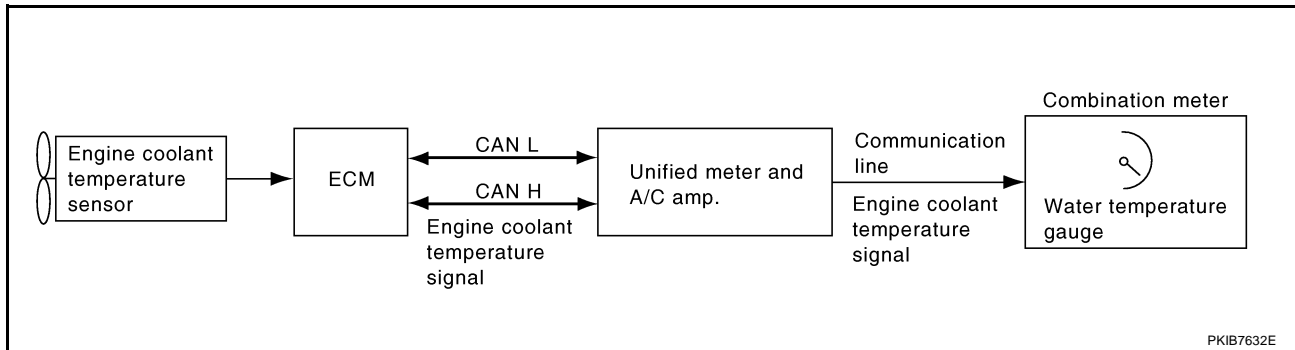 Engine coolant
temperature
sensor
ECM
CAN L
CAN H
Engine coolant
temperature
signal
Unified meter and
A/C amp.
Communication
line
Engine coolant
temperature
signal
Combination meter
Water temperature
gauge
PKIB7632E